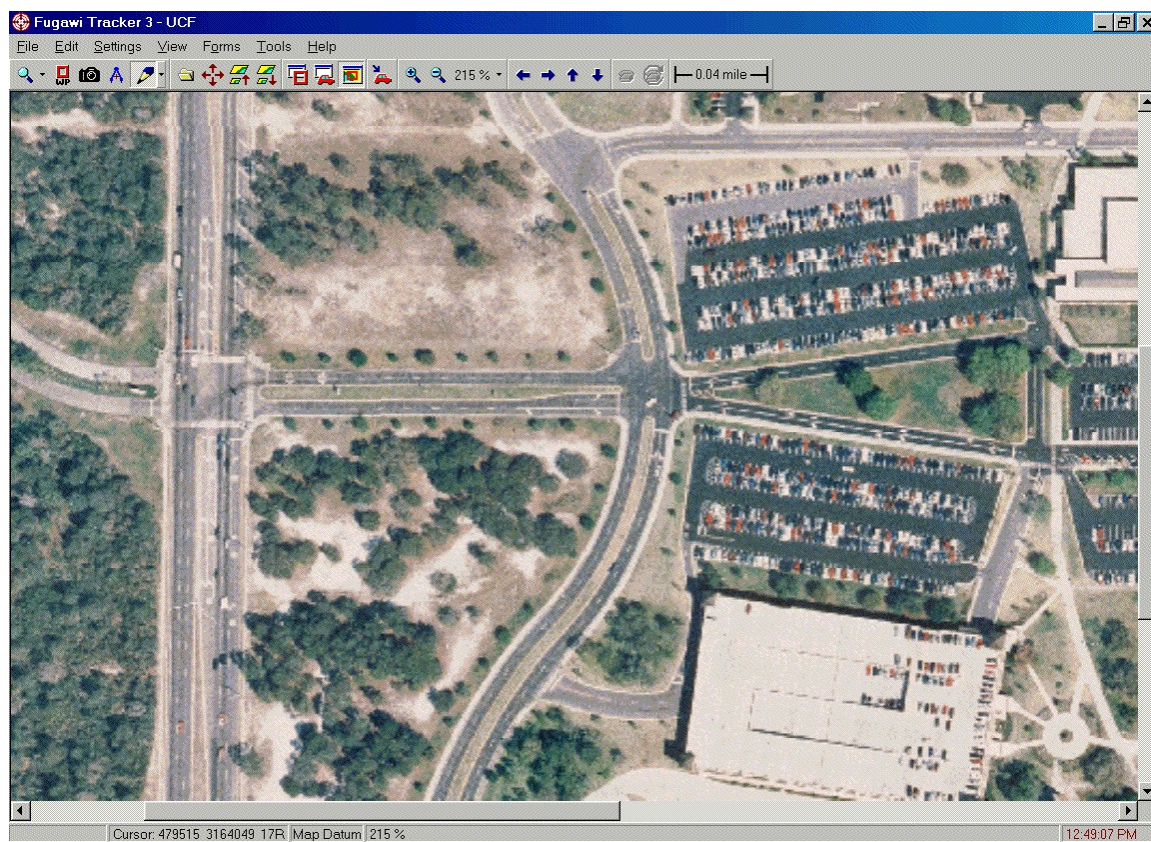 Fugawi Tracker 3 - UCF
File Edit Settings View Forms Tools Help
WP 215 % 0.04 mile
Cursor: 479515 3164049 17R Map Datum 215 % 12:49:07 PM